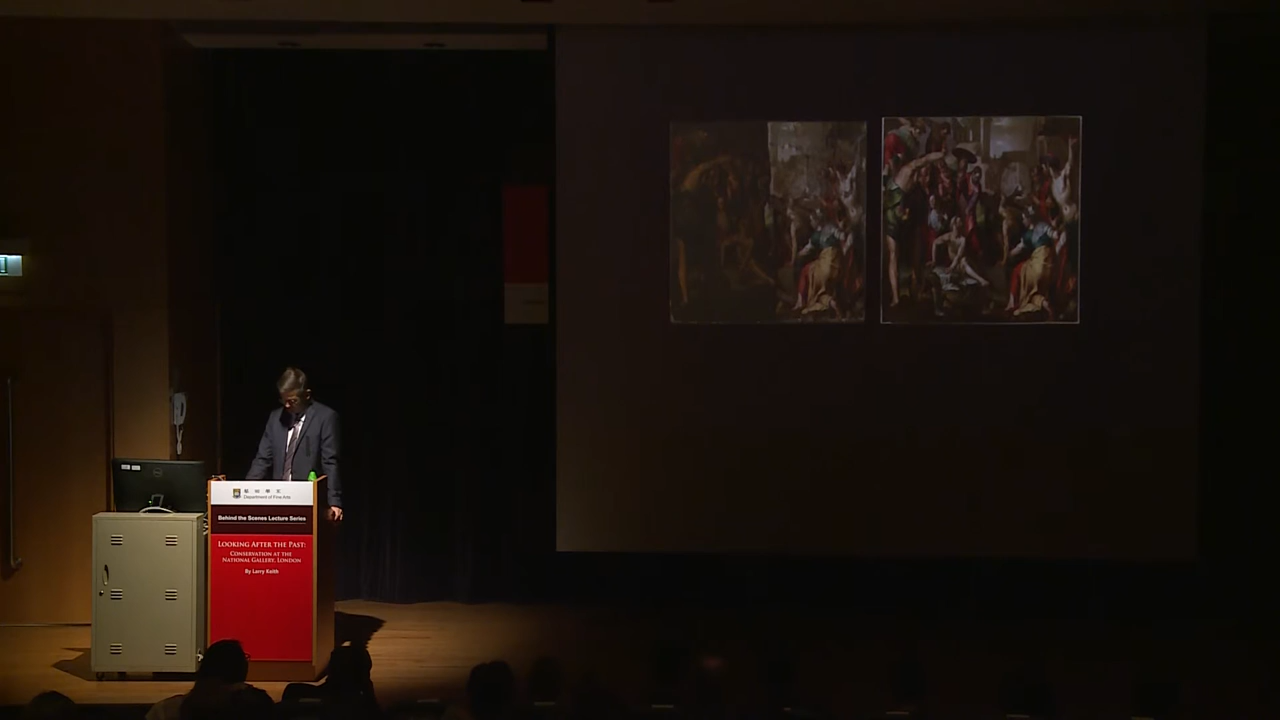 Department of Fine Arts
Behind the Scenes Lecture Series
LOOKING AFTER THE PAST:
CONSERVATION AT THE
NATIONAL GALLERY, LONDON
By Larry Keith